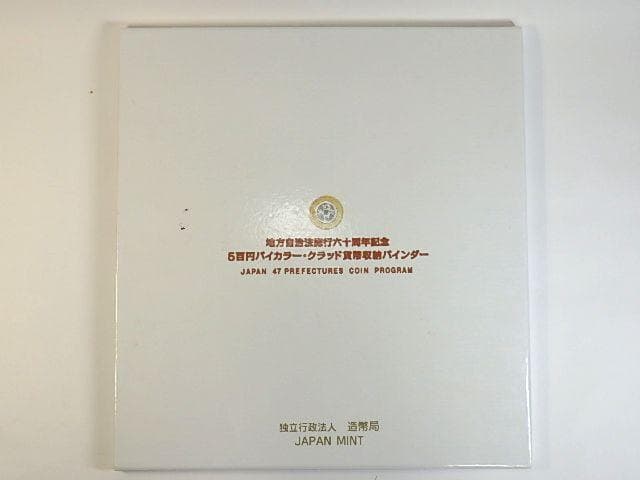 地方自治法施行六十周年記念
5百円バイカラー・クラッド貨幣収納バインダー
JAPAN 47 PREFECTURES COIN PROGRAM
独立行政法人 造幣局
JAPAN MINT